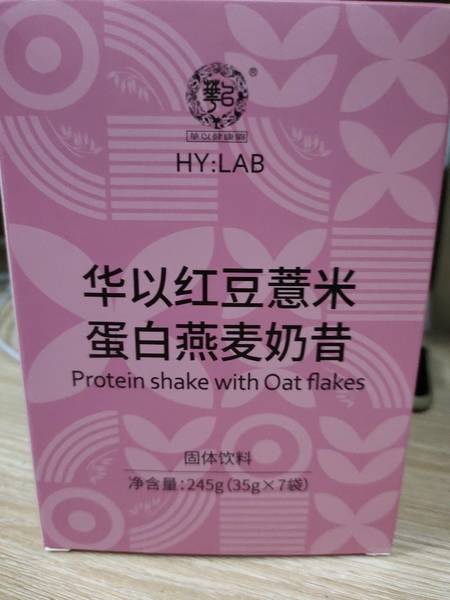 ®
HY:LAB
华以红豆薏米
蛋白燕麦奶昔
Protein shake with Oat flakes
固体饮料
净含量:245g(35g×7袋)